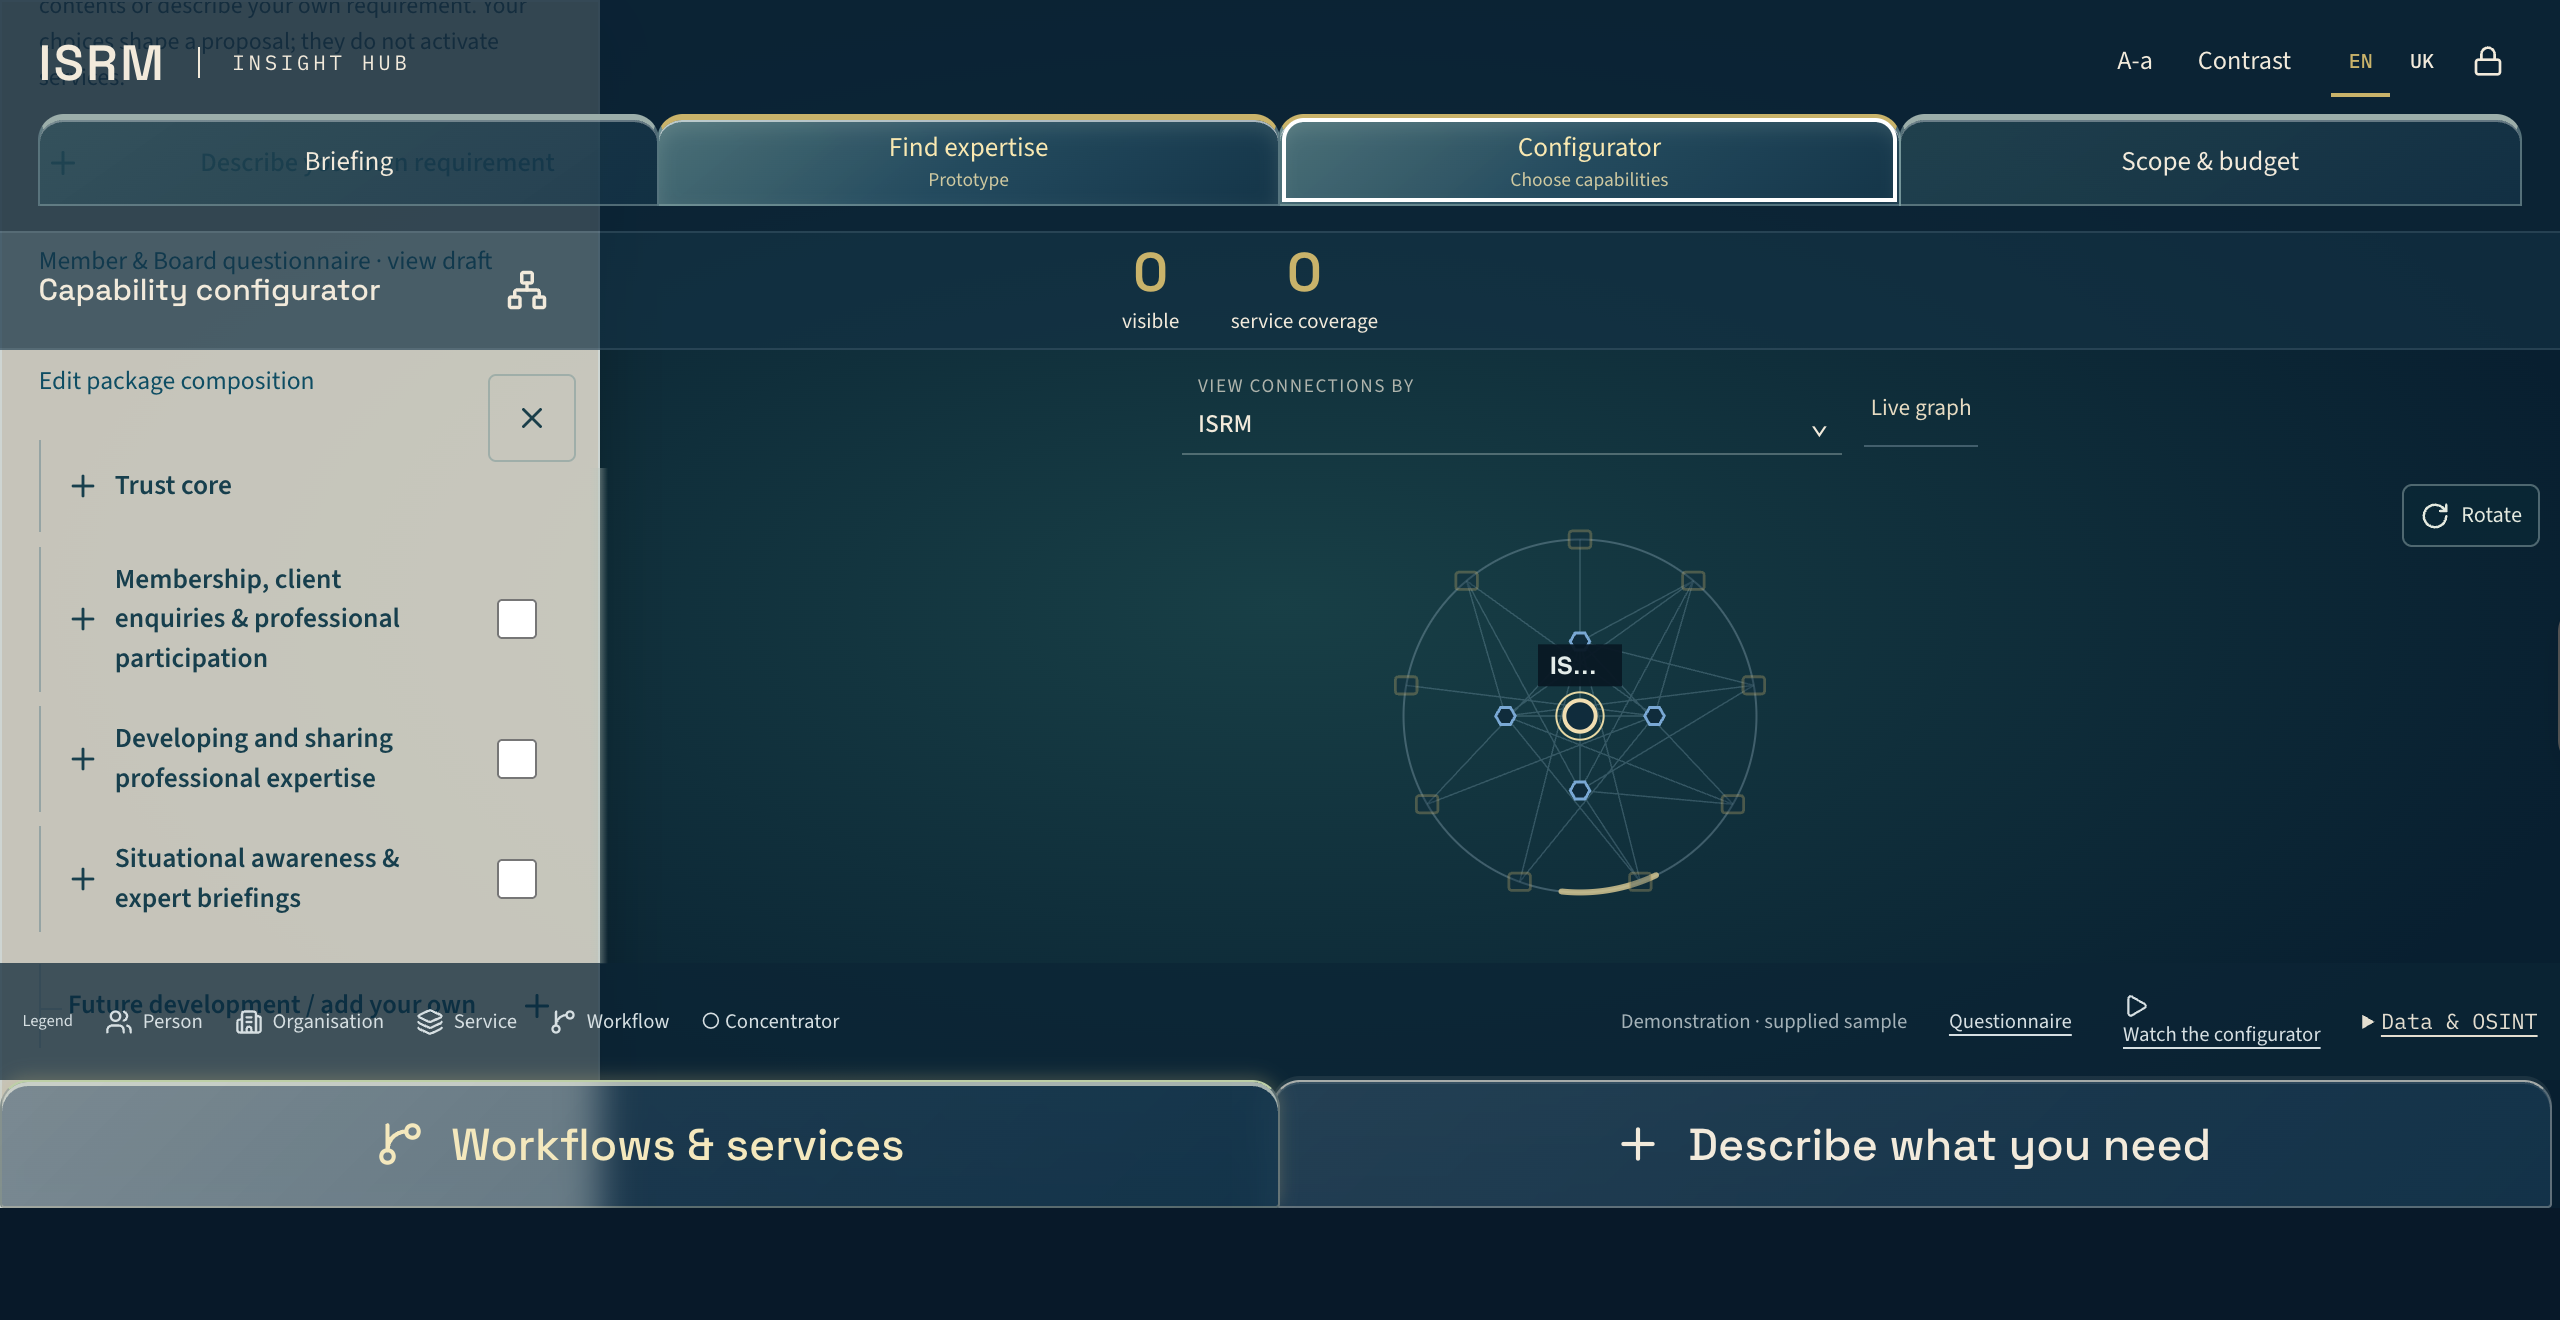 contents or describe your own requirement. Your
choices shape a proposal; they do not activate
services.
ISRM
INSIGHT HUB
A-a
Contrast
EN
UK
Describe your own requirement
Briefing
Find expertise
Prototype
Configurator
Choose capabilities
Scope & budget
Member & Board questionnaire · view draft
Capability configurator
0
visible
0
service coverage
Edit package composition
VIEW CONNECTIONS BY
ISRM
Live graph
Rotate
Trust core
Membership, client
enquiries & professional
participation
Developing and sharing
professional expertise
Situational awareness &
expert briefings
IS...
Future development / add your own
Legend
Person
Organisation
Service
Workflow
Concentrator
Demonstration · supplied sample
Questionnaire
Watch the configurator
Data & OSINT
Workflows & services
Describe what you need